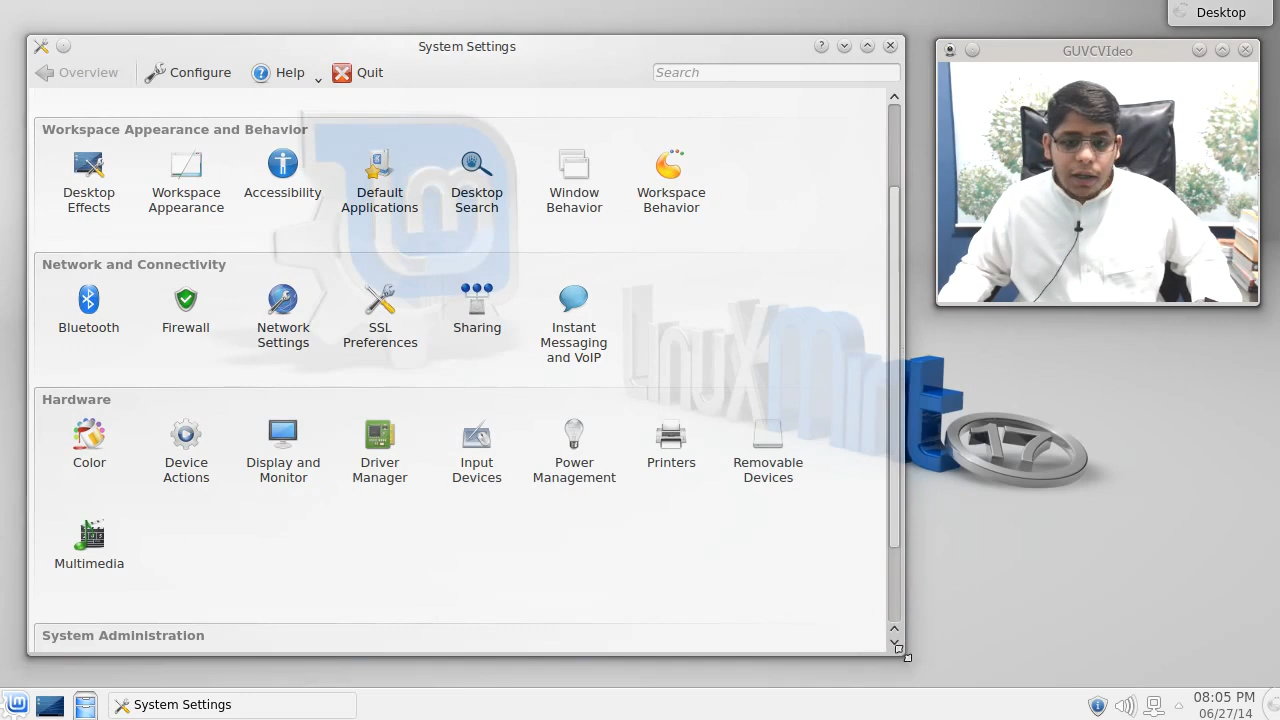 Desktop
System Settings
GUVCVIdeo
Overview
Configure
Help
Quit
Search
Workspace Appearance and Behavior
Desktop
Effects
Workspace
Appearance
Accessibility
Default
Applications
Desktop
Search
Window
Behavior
Workspace
Behavior
Network and Connectivity
Bluetooth
Firewall
Network
Settings
SSL
Preferences
Sharing
Instant
Messaging
and VoIP
Hardware
Color
Device
Actions
Display and
Monitor
Driver
Manager
Input
Devices
Power
Management
Printers
Removable
Devices
Multimedia
System Administration
LinuxMint
17
System Settings
08:05 PM
06/27/14